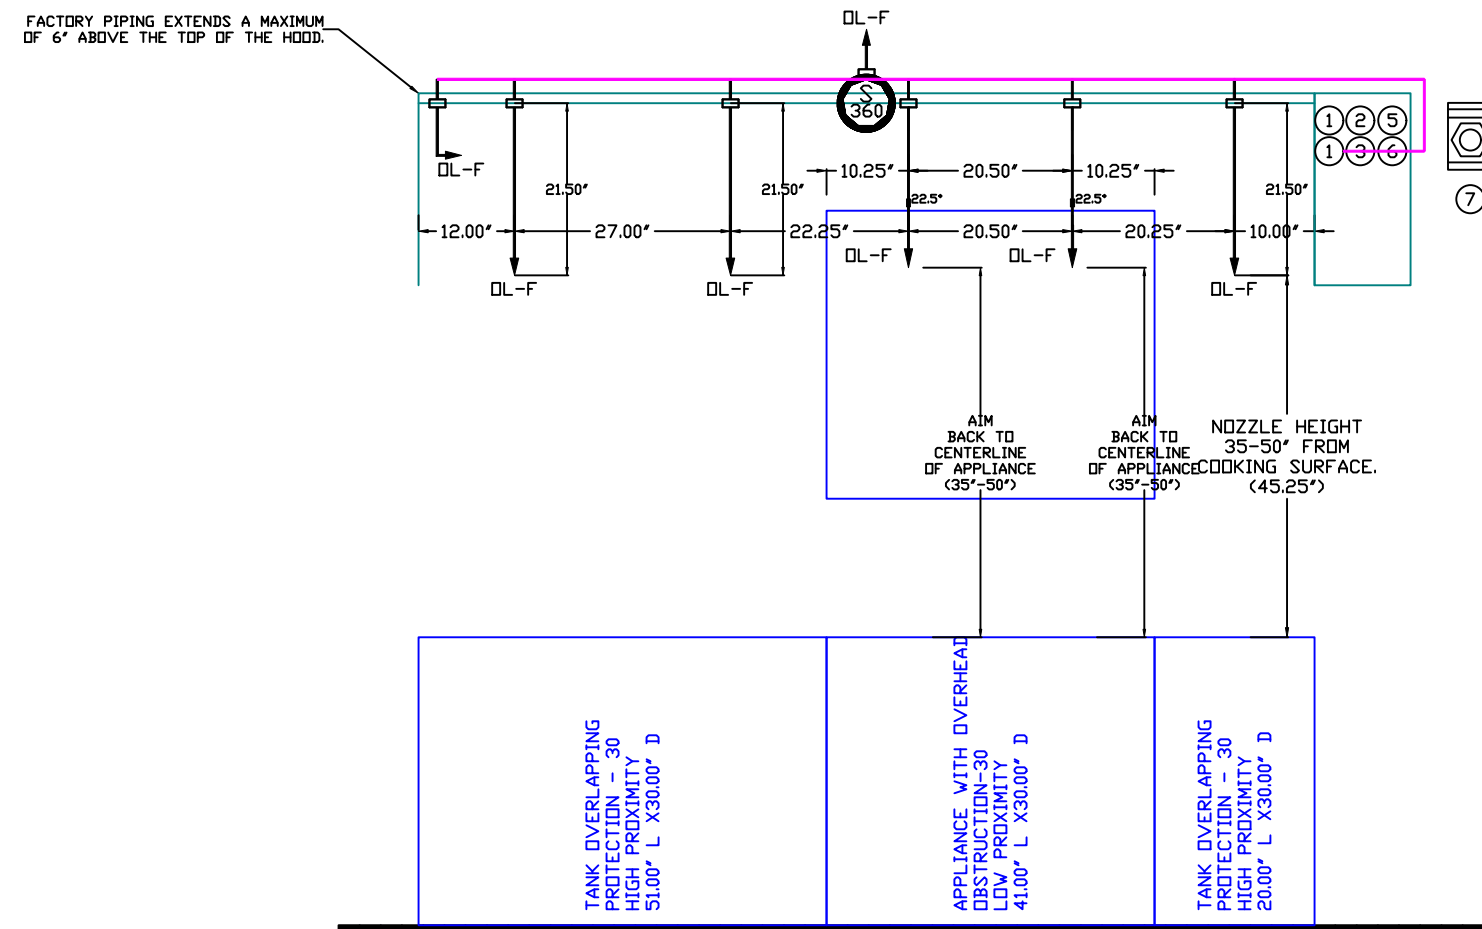 FACTORY PIPING EXTENDS A MAXIMUM
OF 6" ABOVE THE TOP OF THE HOOD.
OL-F
S
360
1 2 5
1 3 6
7
OL-F
21.50"
21.50"
21.50"
10.25" 20.50" 10.25"
22.5°
22.5°
12.00" 27.00" 22.25" 20.50" 20.25" 10.00"
OL-F
OL-F
OL-F
OL-F
OL-F
AIM
BACK TO
CENTERLINE
OF APPLIANCE
(35"-50")
AIM
BACK TO
CENTERLINE
OF APPLIANCE
(35"-50")
NOZZLE HEIGHT
35-50" FROM
COOKING SURFACE.
(45.25")
TANK OVERLAPPING
PROTECTION - 30
HIGH PROXIMITY
51.00" L X30.00" D
APPLIANCE WITH OVERHEAD
OBSTRUCTION-30
LOW PROXIMITY
41.00" L X30.00" D
TANK OVERLAPPING
PROTECTION - 30
HIGH PROXIMITY
20.00" L X30.00" D